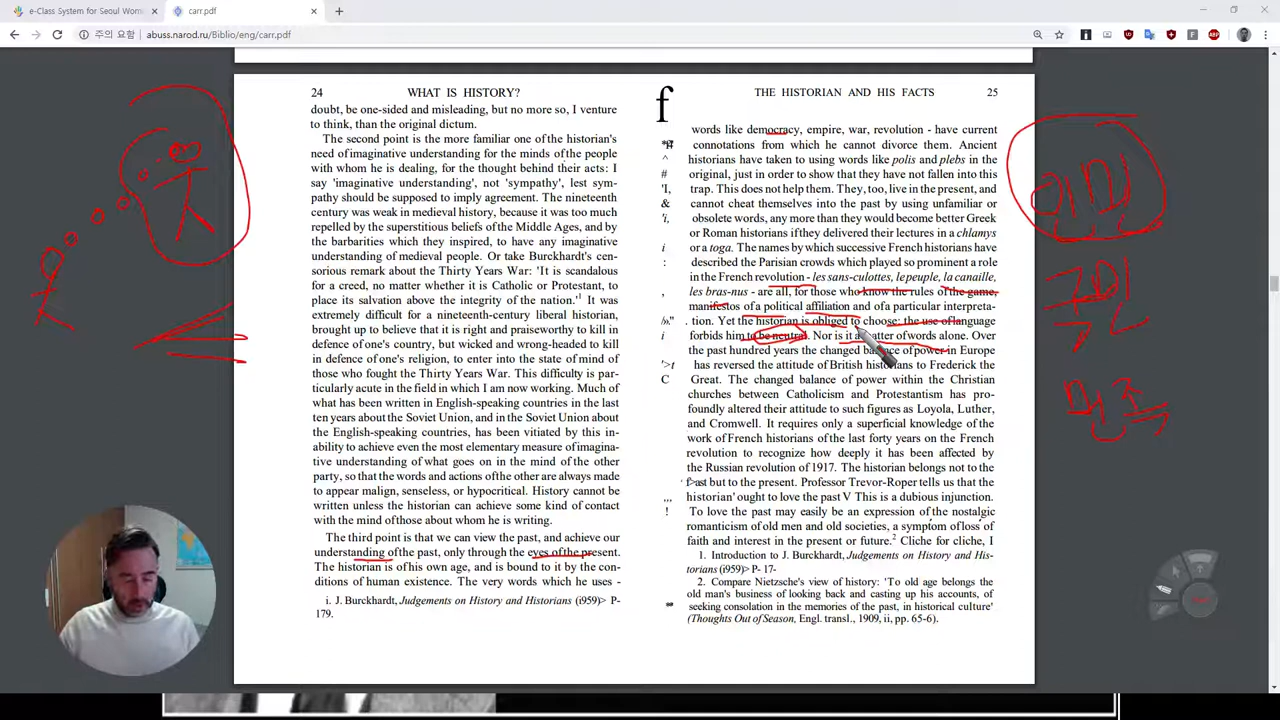 e-Class System for Seoul Wom
carr.pdf
주의 요함
abuss.narod.ru/Biblio/eng/carr.pdf
24 WHAT IS HISTORY?
doubt, be one-sided and misleading, but no more so, I venture
to think, than the original dictum.
The second point is the more familiar one of the historian's
need of imaginative understanding for the minds of the people
with whom he is dealing, for the thought behind their acts: I
say 'imaginative understanding', not 'sympathy', lest sym-
pathy should be supposed to imply agreement. The nineteenth
century was weak in medieval history, because it was too much
repelled by the superstitious beliefs of the Middle Ages, and by
the barbarities which they inspired, to have any imaginative
understanding of medieval people. Or take Burckhardt's cen-
sorious remark about the Thirty Years War: 'It is scandalous
for a creed, no matter whether it is Catholic or Protestant, to
place its salvation above the integrity of the nation.'¹ It was
extremely difficult for a nineteenth-century liberal historian,
brought up to believe that it is right and praiseworthy to kill in
defence of one's country, but wicked and wrong-headed to kill
in defence of one's religion, to enter into the state of mind of
those who fought the Thirty Years War. This difficulty is par-
ticularly acute in the field in which I am now working. Much of
what has been written in English-speaking countries in the last
ten years about the Soviet Union, and in the Soviet Union about
the English-speaking countries, has been vitiated by this in-
ability to achieve even the most elementary measure of imagina-
tive understanding of what goes on in the mind of the other
party, so that the words and actions of the other are always made
to appear malign, senseless, or hypocritical. History cannot be
written unless the historian can achieve some kind of contact
with the mind of those about whom he is writing.
The third point is that we can view the past, and achieve our
understanding of the past, only through the eyes of the present.
The historian is of his own age, and is bound to it by the con-
ditions of human existence. The very words which he uses -
i. J. Burckhardt, Judgements on History and Historians (i959)> P-
179.
f THE HISTORIAN AND HIS FACTS 25
words like democracy, empire, war, revolution - have current
connotations from which he cannot divorce them. Ancient
^ historians have taken to using words like polis and plebs in the
# original, just in order to show that they have not fallen into this
'I, trap. This does not help them. They, too, live in the present, and
& cannot cheat themselves into the past by using unfamiliar or
'i, obsolete words, any more than they would become better Greek
or Roman historians if they delivered their lectures in a chlamys
i or a toga. The names by which successive French historians have
: described the Parisian crowds which played so prominent a role
in the French revolution - les sans-culottes, le peuple, la canaille,
, les bras-nus - are all, for those who know the rules of the game,
manifestos of a political affiliation and of a particular interpreta-
. tion. Yet the historian is obliged to choose: the use of language
i forbids him to be neutral. Nor is it a matter of words alone. Over
the past hundred years the changed balance of power in Europe
'>t has reversed the attitude of British historians to Frederick the
C Great. The changed balance of power within the Christian
churches between Catholicism and Protestantism has pro-
foundly altered their attitude to such figures as Loyola, Luther,
and Cromwell. It requires only a superficial knowledge of the
work of French historians of the last forty years on the French
revolution to recognize how deeply it has been affected by
the Russian revolution of 1917. The historian belongs not to the
past but to the present. Professor Trevor-Roper tells us that the
,,, historian' ought to love the past V This is a dubious injunction.
! To love the past may easily be an expression of the nostalgic
romanticism of old men and old societies, a symptom of loss of
faith and interest in the present or future.² Cliche for cliche, I
1. Introduction to J. Burckhardt, Judgements on History and His-
torians (i959)> P- 17-
2. Compare Nietzsche's view of history: 'To old age belongs the
old man's business of looking back and casting up his accounts, of
seeking consolation in the memories of the past, in historical culture'
(Thoughts Out of Season, Engl. transl., 1909, ii, pp. 65-6).
인민
국민
민족